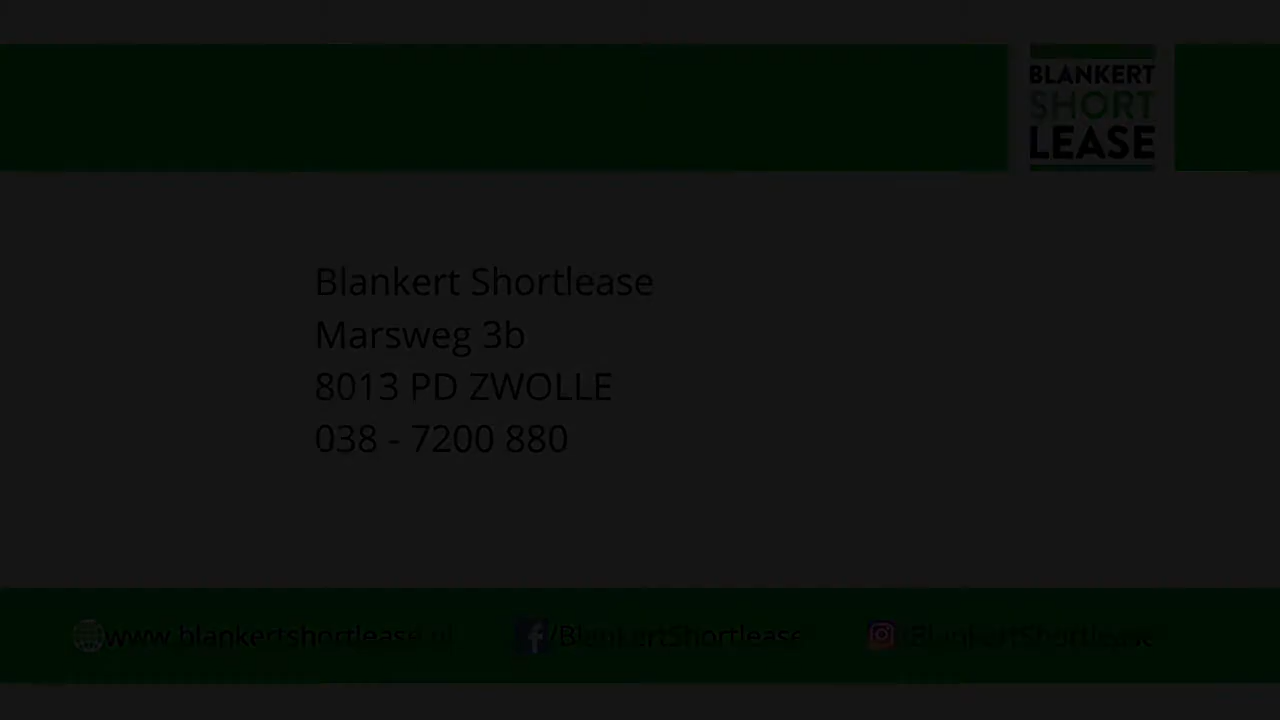 BLANKERT
SHORT
LEASE
Blankert Shortlease
Marsweg 3b
8013 PD ZWOLLE
038 - 7200 880
www.blankertshortlease.nl
/BlankertShortlease
/BlankertShortlease